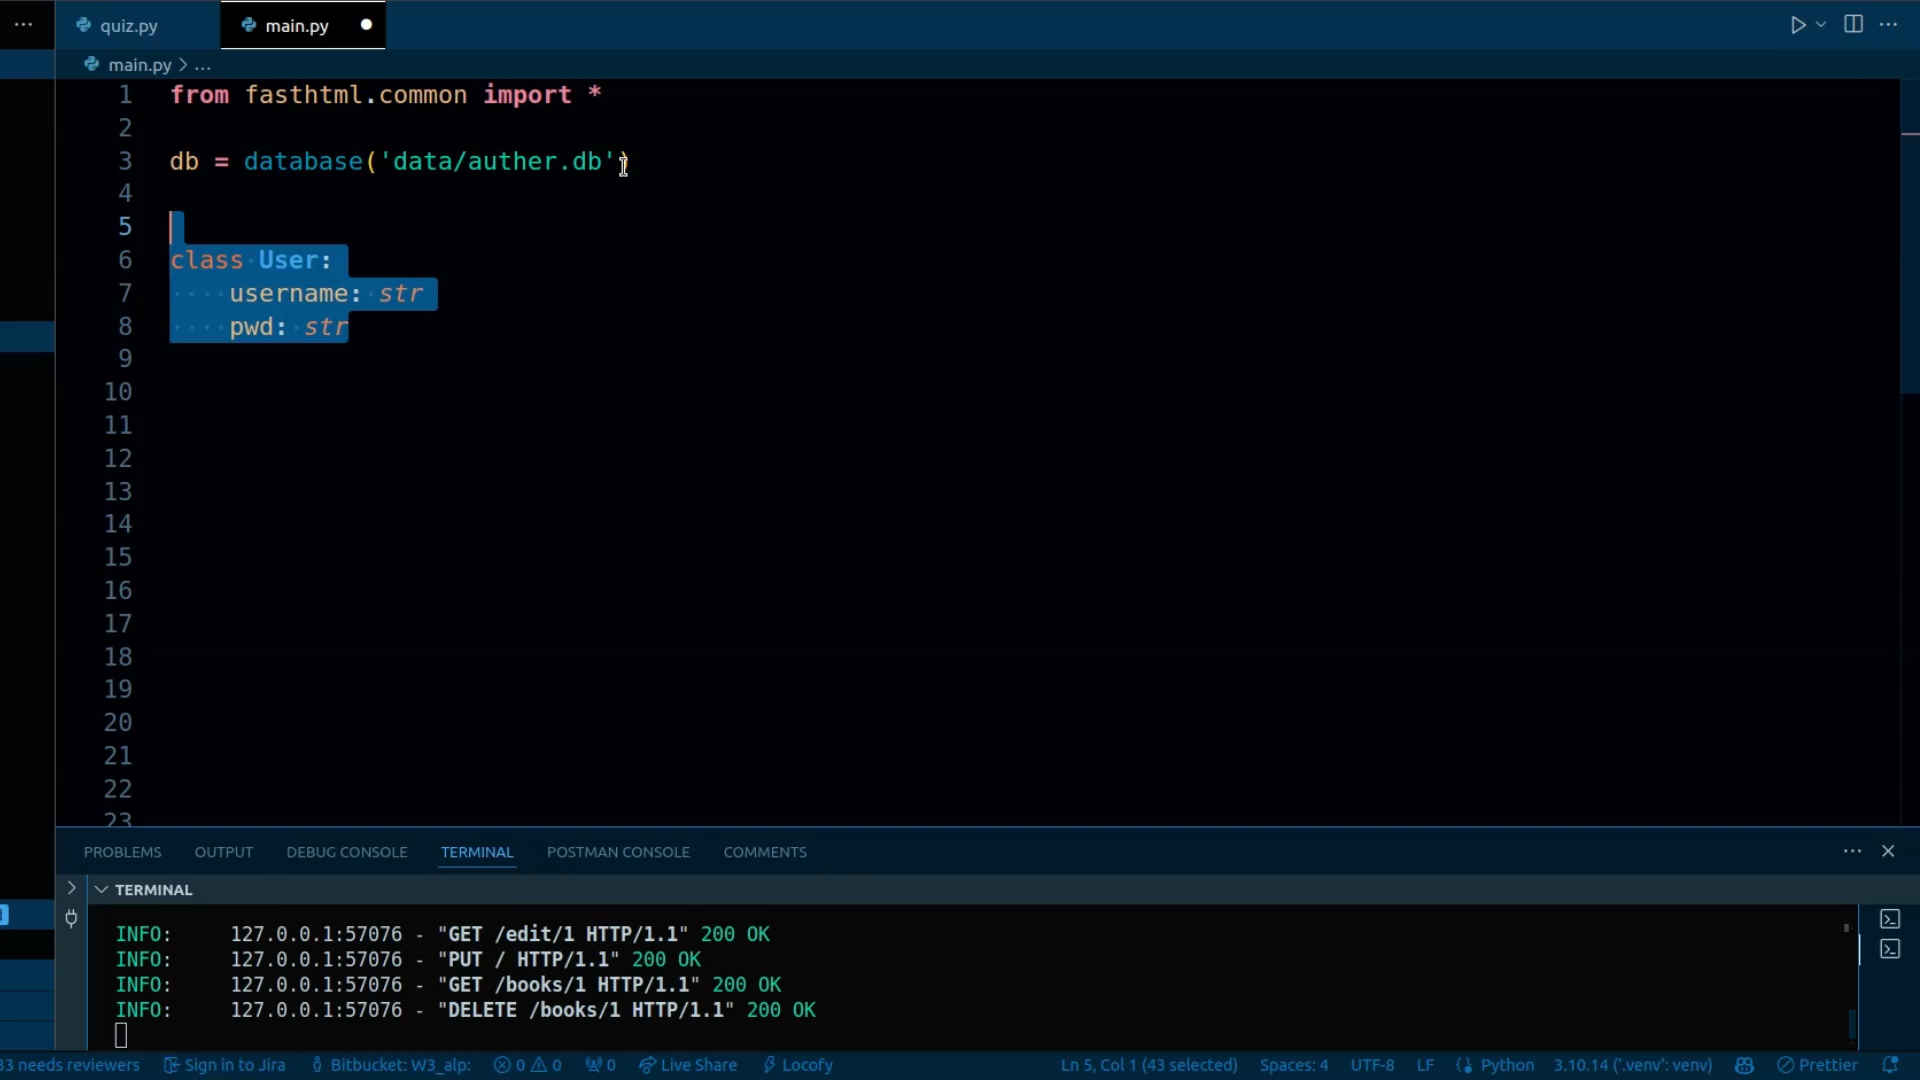 quiz.py
main.py
main.py > ...
1 from fasthtml.common import *
2
3 db = database('data/auther.db')
4
5
6 class User:
7 username: str
8 pwd: str
9
10
11
12
13
14
15
16
17
18
19
20
21
22
23
PROBLEMS OUTPUT DEBUG CONSOLE TERMINAL POSTMAN CONSOLE COMMENTS
TERMINAL
INFO: 127.0.0.1:57076 - "GET /edit/1 HTTP/1.1" 200 OK
INFO: 127.0.0.1:57076 - "PUT / HTTP/1.1" 200 OK
INFO: 127.0.0.1:57076 - "GET /books/1 HTTP/1.1" 200 OK
INFO: 127.0.0.1:57076 - "DELETE /books/1 HTTP/1.1" 200 OK
33 needs reviewers Sign in to Jira Bitbucket: W3_alp: 0 0 0 Live Share Locofy Ln 5, Col 1 (43 selected) Spaces: 4 UTF-8 LF Python 3.10.14 ('.venv': venv) Prettier